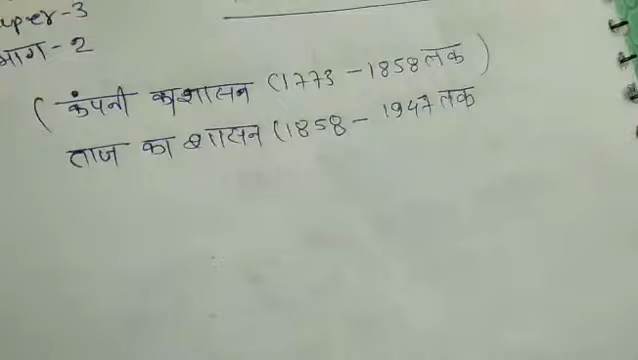 uper-3
भाग - 2
( कंपनी का शासन (1773 - 1858 तक )
ताज का शासन (1858 - 1947 तक